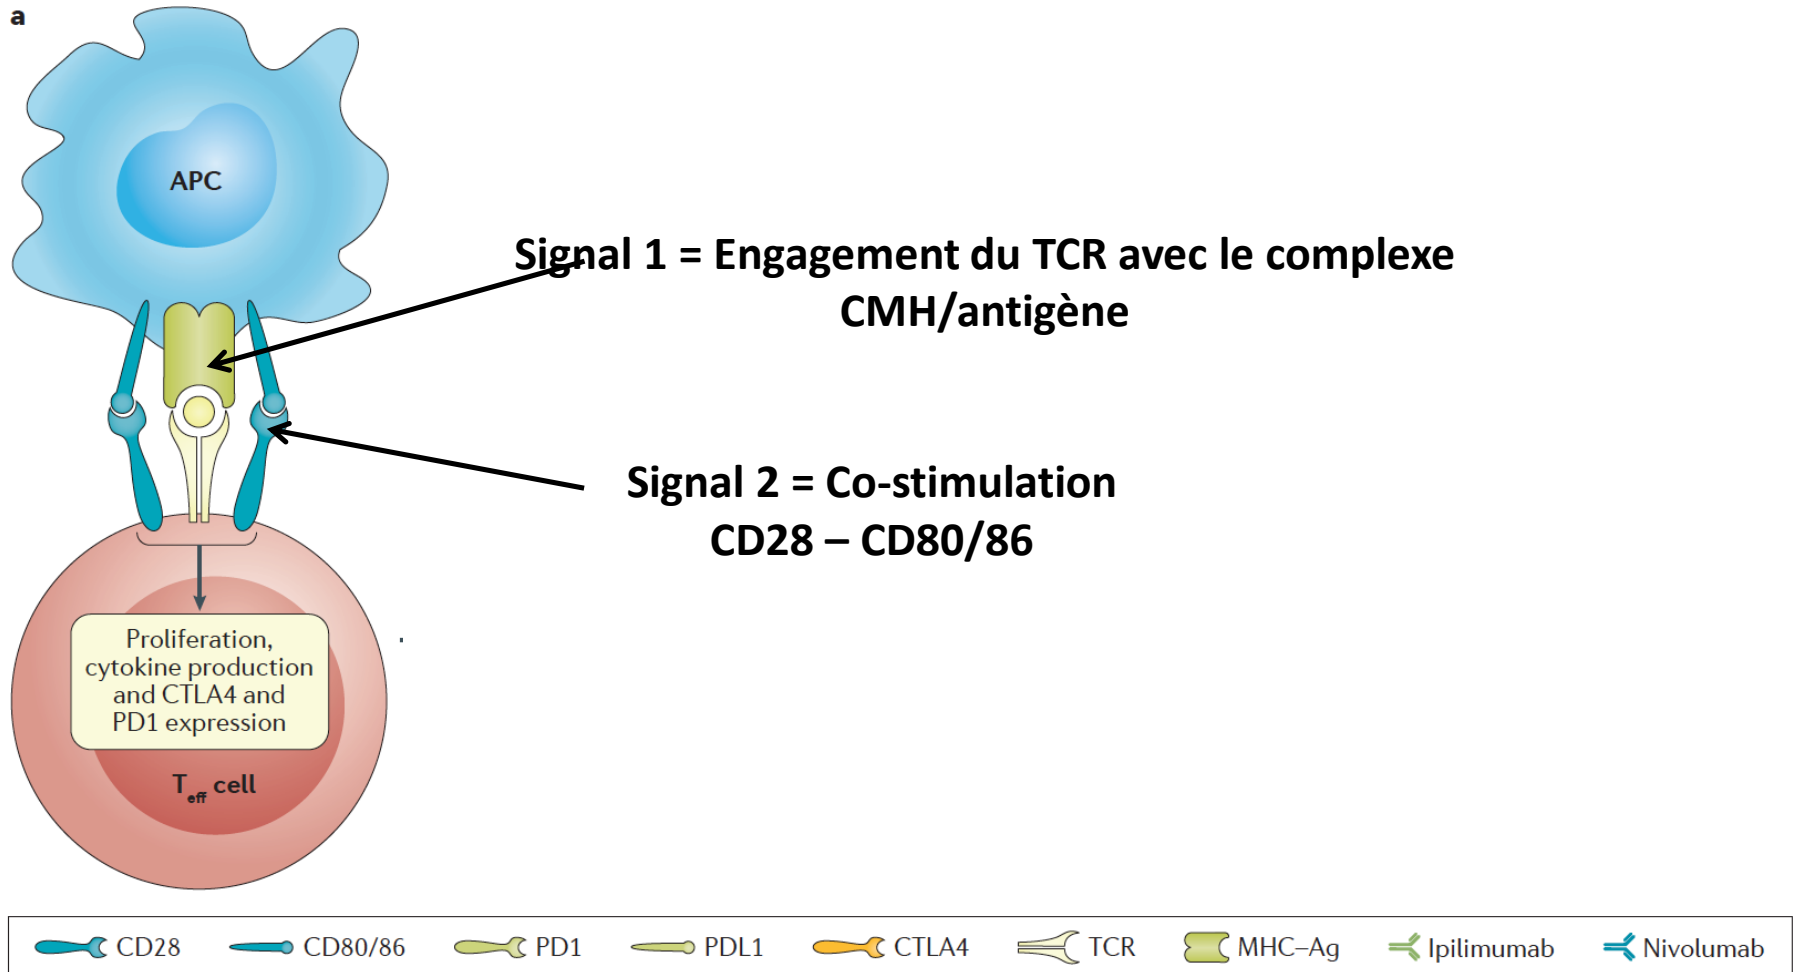 a
APC
Signal 1 = Engagement du TCR avec le complexe
CMH/antigène
Signal 2 = Co-stimulation
CD28 – CD80/86
Proliferation,
cytokine production
and CTLA4 and
PD1 expression
Teff cell
CD28 CD80/86 PD1 PDL1 CTLA4 TCR MHC–Ag Ipilimumab Nivolumab